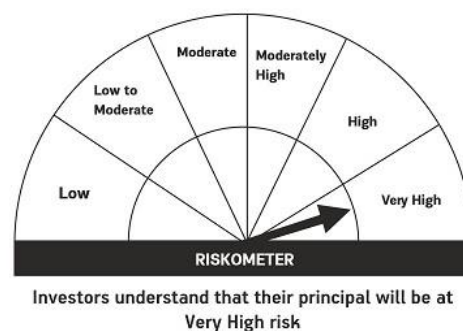 Moderate
Moderately
High
Low to
Moderate
High
Low
Very High
RISKOMETER
Investors understand that their principal will be at
Very High risk